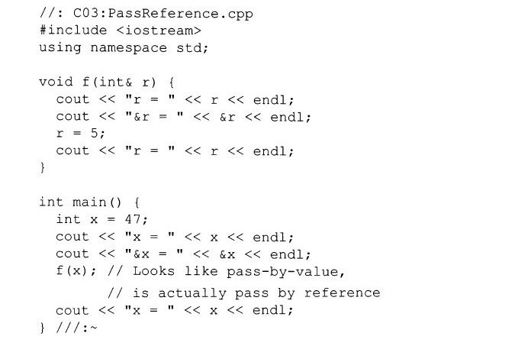 //: C03:PassReference.cpp
#include <iostream>
using namespace std;
void f(int& r) {
cout << "r = " << r << endl;
cout << "&r = " << &r << endl;
r = 5;
cout << "r = " << r << endl;
}
int main() {
int x = 47;
cout << "x = " << x << endl;
cout << "&x = " << &x << endl;
f(x); // Looks like pass-by-value,
// is actually pass by reference
cout << "x = " << x << endl;
} ///:~